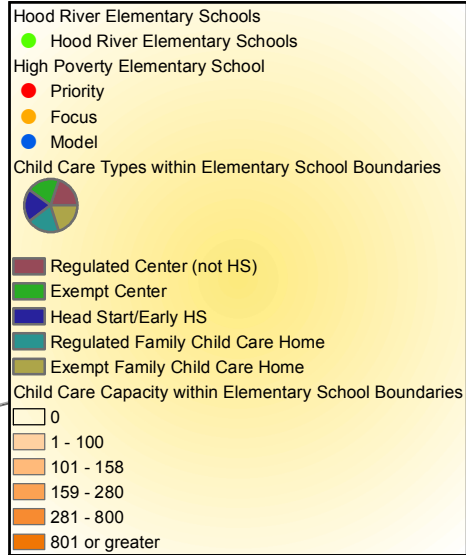 Hood River Elementary Schools
Hood River Elementary Schools
High Poverty Elementary School
Priority
Focus
Model
Child Care Types within Elementary School Boundaries
Regulated Center (not HS)
Exempt Center
Head Start/Early HS
Regulated Family Child Care Home
Exempt Family Child Care Home
Child Care Capacity within Elementary School Boundaries
0
1 - 100
101 - 158
159 - 280
281 - 800
801 or greater